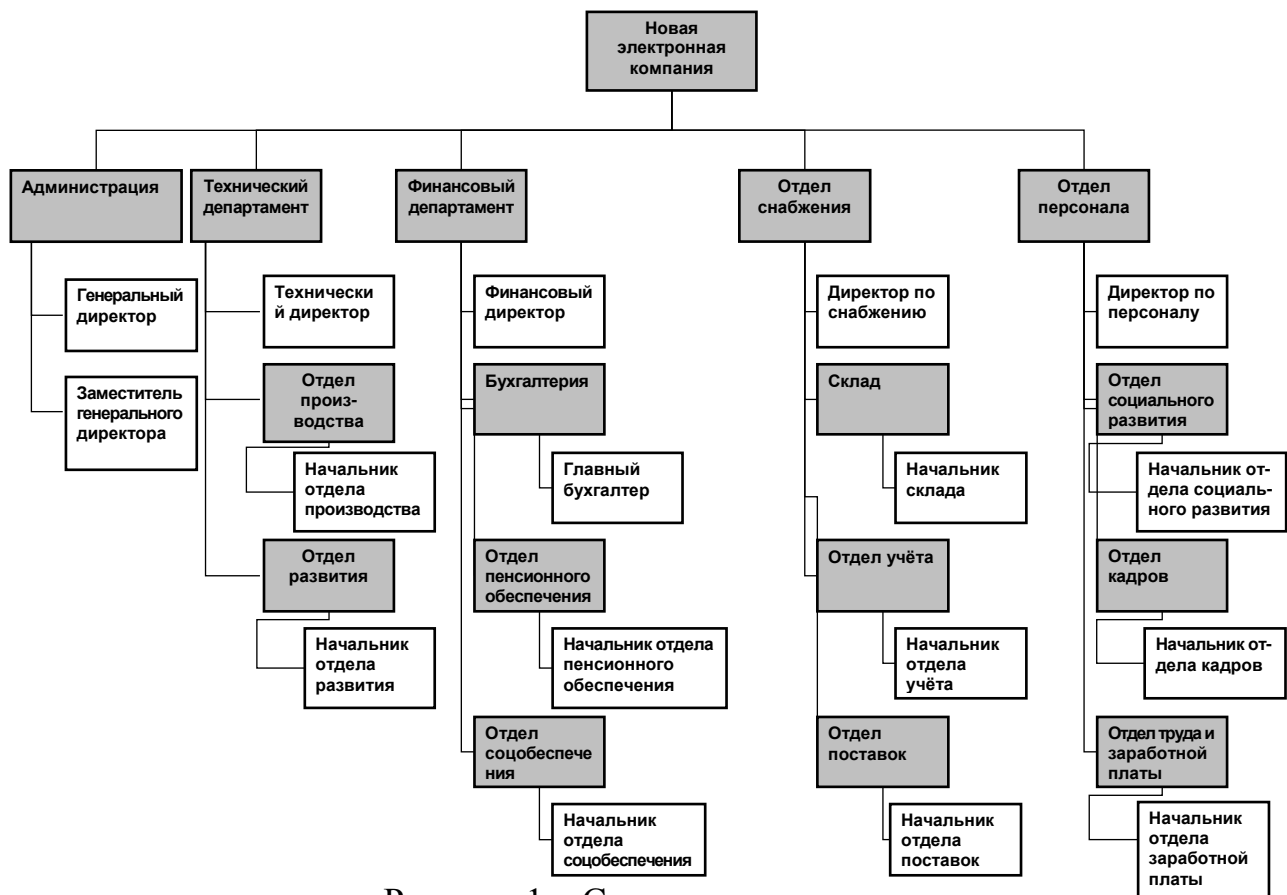 Новая
электронная
компания
Администрация
Технический
департамент
Финансовый
департамент
Отдел
снабжения
Отдел
персонала
Генеральный
директор
Технически
й директор
Финансовый
директор
Директор по
снабжению
Директор по
персоналу
Заместитель
генерального
директора
Отдел
произ-
водства
Бухгалтерия
Склад
Отдел
социального
развития
Начальник
отдела
производства
Главный
бухгалтер
Начальник
склада
Начальник от-
дела социаль-
ного развития
Отдел
развития
Отдел
пенсионного
обеспечения
Отдел учёта
Отдел
кадров
Начальник
отдела
развития
Начальник отдела
пенсионного
обеспечения
Начальник
отдела
учёта
Начальник от-
дела кадров
Отдел
соцобеспече
ния
Отдел
поставок
Отдел труда и
заработной
платы
Начальник
отдела
соцобеспечения
Начальник
отдела
поставок
Начальник
отдела
заработной
платы